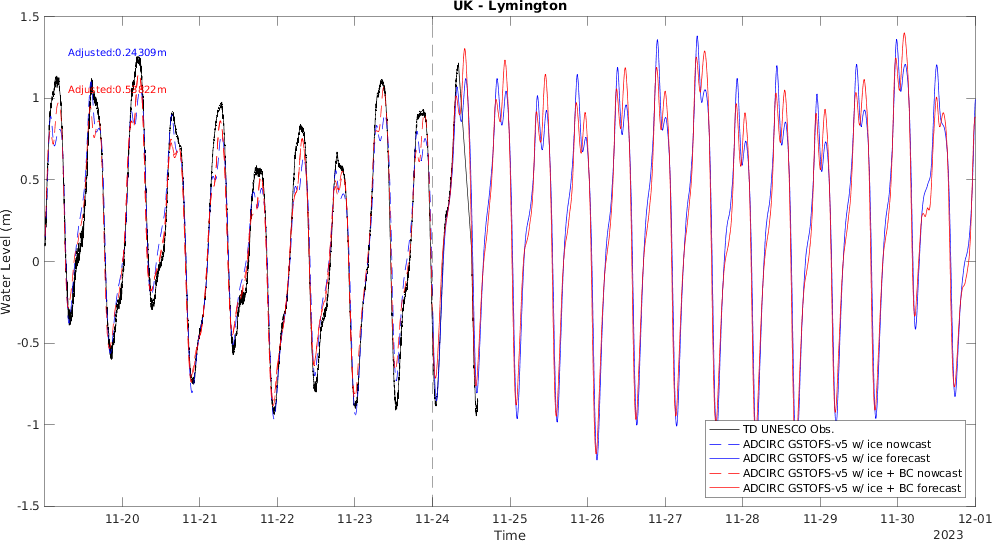 UK - Lymington
Adjusted:0.24309m
Water Level (m)
1.5
1
0.5
0
-0.5
-1
-1.5
TD UNESCO Obs.
ADCIRC GSTOFS-v5 w/ ice nowcast
ADCIRC GSTOFS-v5 w/ ice forecast
ADCIRC GSTOFS-v5 w/ ice + BC nowcast
ADCIRC GSTOFS-v5 w/ ice + BC forecast
11-20 11-21 11-22 11-23 11-24 11-25 11-26 11-27 11-28 11-29 11-30 12-01
Time
2023